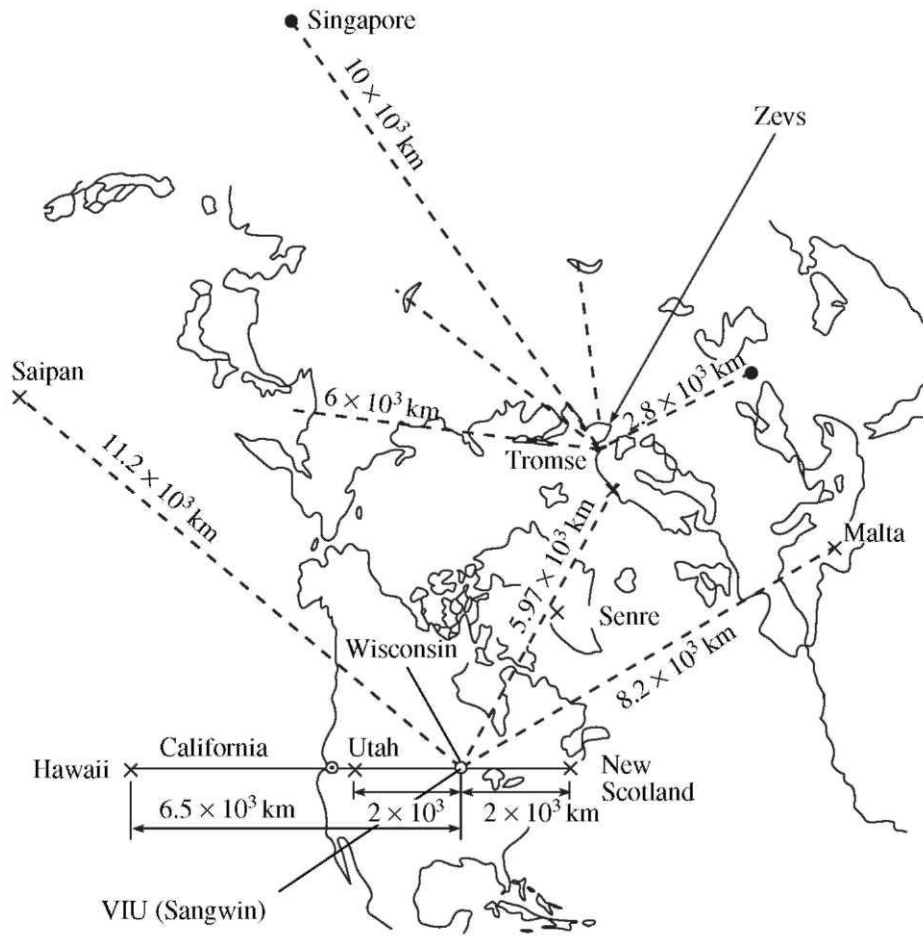 Singapore
10 × 10³ km
Zevs
Saipan
6 × 10³ km
2.8 × 10³ km
Tromse
11.2 × 10³ km
Malta
5.97 × 10³ km
Senre
Wisconsin
8.2 × 10³ km
California
Utah
Hawaii
New
Scotland
6.5 × 10³ km
2 × 10³
2 × 10³ km
VIU (Sangwin)